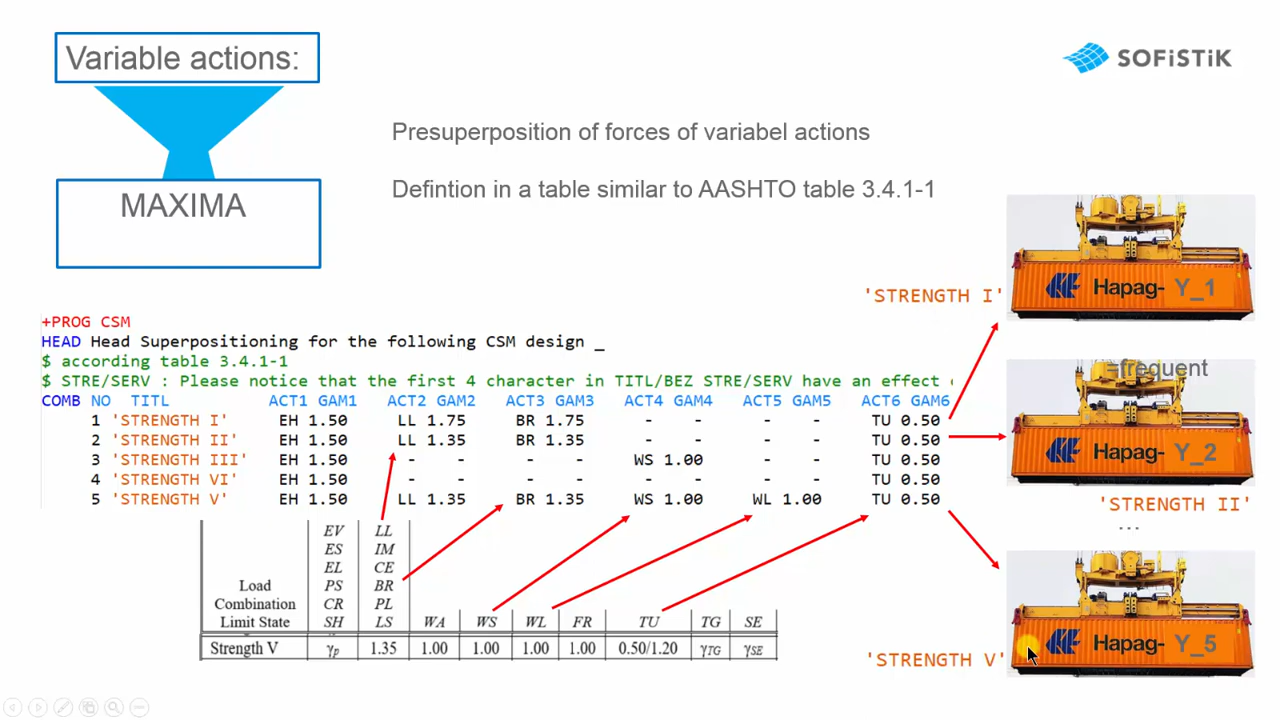 Variable actions:
SOFiSTiK
Presuperposition of forces of variabel actions
MAXIMA
Defintion in a table similar to AASHTO table 3.4.1-1
'STRENGTH I'
Hapag- Y_1
+PROG CSM
HEAD Head Superpositioning for the following CSM design _
$ according table 3.4.1-1
$ STRE/SERV : Please notice that the first 4 character in TITL/BEZ STRE/SERV have an effect
COMB NO TITL ACT1 GAM1 ACT2 GAM2 ACT3 GAM3 ACT4 GAM4 ACT5 GAM5 ACT6 GAM6
1 'STRENGTH I' EH 1.50 LL 1.75 BR 1.75 - - - - TU 0.50
2 'STRENGTH II' EH 1.50 LL 1.35 BR 1.35 - - - - TU 0.50
3 'STRENGTH III' EH 1.50 - - - - WS 1.00 - - TU 0.50
4 'STRENGTH VI' EH 1.50 - - - - - - - - TU 0.50
5 'STRENGTH V' EH 1.50 LL 1.35 BR 1.35 WS 1.00 WL 1.00 TU 0.50
=frequent
Hapag- Y_2
'STRENGTH II'
...
EV LL
ES IM
EL CE
Load PS BR
Combination CR PL
Limit State SH LS WA WS WL FR TU TG SE
Strength V γp 1.35 1.00 1.00 1.00 1.00 0.50/1.20 γTG γSE
Hapag- Y_5
'STRENGTH V'